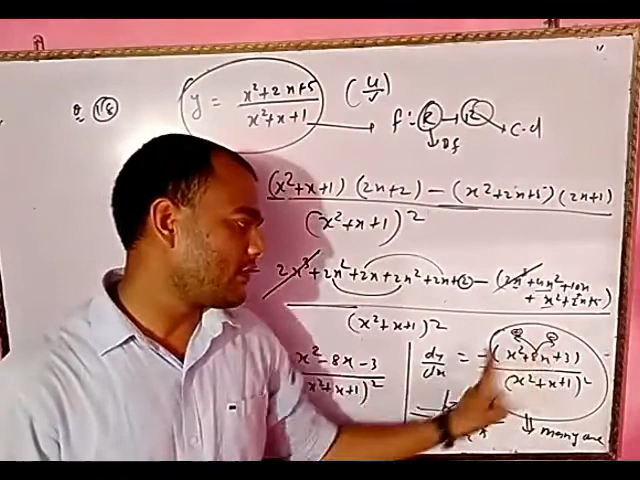 Q. 18 y = x²+2x+5 / x²+x+1 (u/v) f: R → R → C.d
↓ Df
(x²+x+1) (2x+2) – (x²+2x+5) (2x+1)
(x²+x+1)²
2x³+2x²+2x+2x²+2x+2 – (2x³+4x²+10x
+ x²+2x+5)
(x²+x+1)²
x²–8x–3 / x²+x+1)² dy/dx = –(x²+8x+3) / (x²+x+1)²
⇓ many one